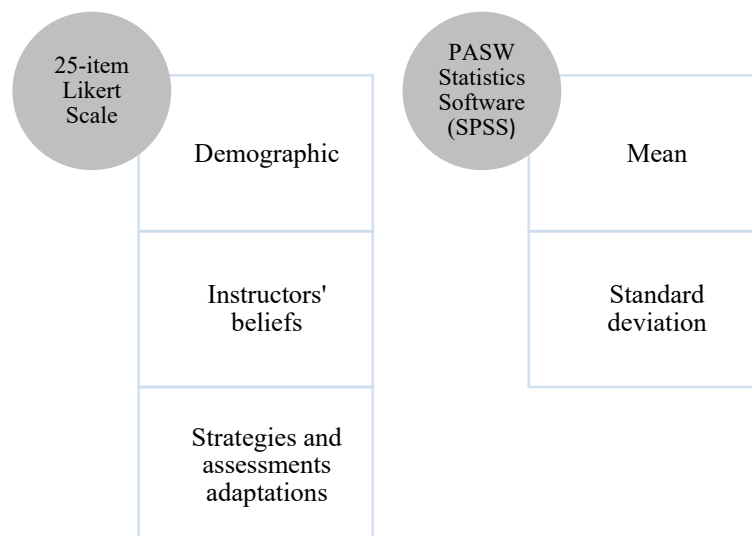 25-item
Likert
Scale
Demographic
Instructors'
beliefs
Strategies and
assessments
adaptations
PASW
Statistics
Software
(SPSS)
Mean
Standard
deviation